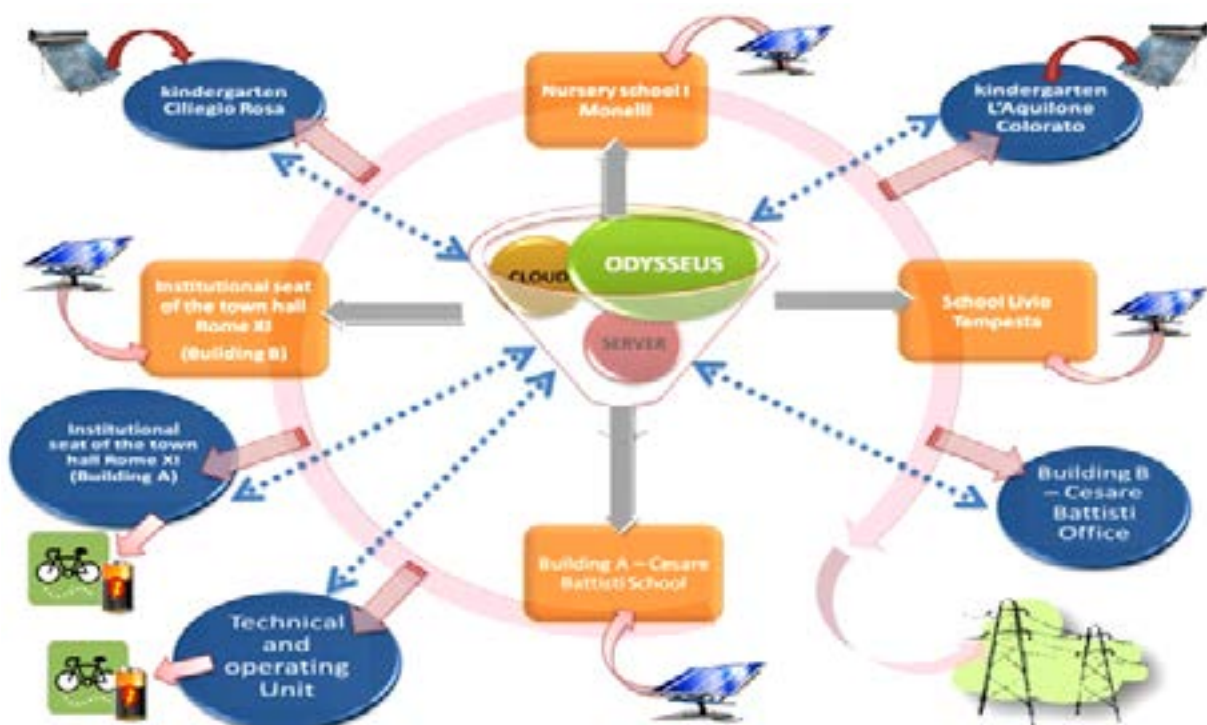 kindergarten
Ciliegio Rosa
Nursery school I
Monelli
kindergarten
L'Aquilone
Colorato
CLOUD
ODYSSEUS
SERVER
Institutional seat
of the town hall
Rome XI
(Building B)
School Livio
Tempesta
Institutional
seat of the town
hall Rome XI
(Building A)
Building B
– Cesare
Battisti
Office
Building A – Cesare
Battisti School
Technical
and
operating
Unit